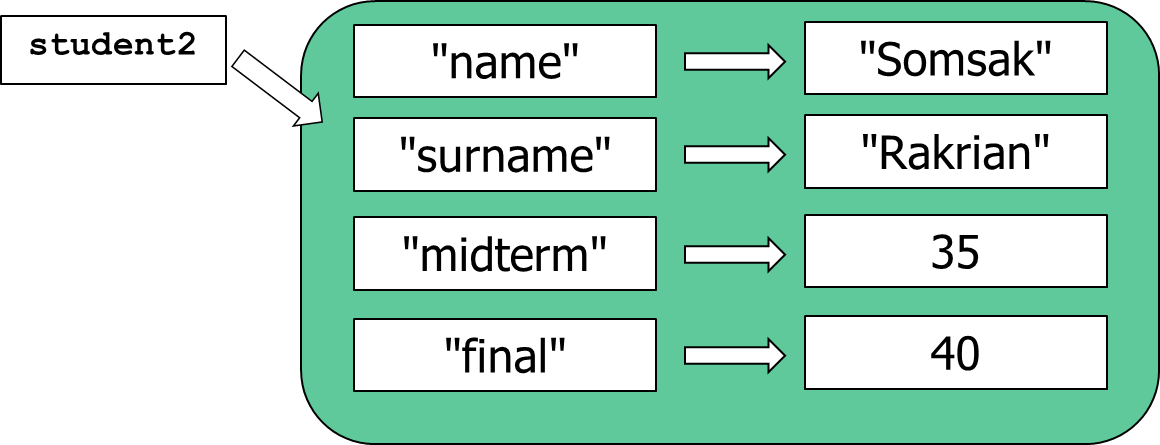 student2
"name"
"Somsak"
"surname"
"Rakrian"
"midterm"
35
"final"
40